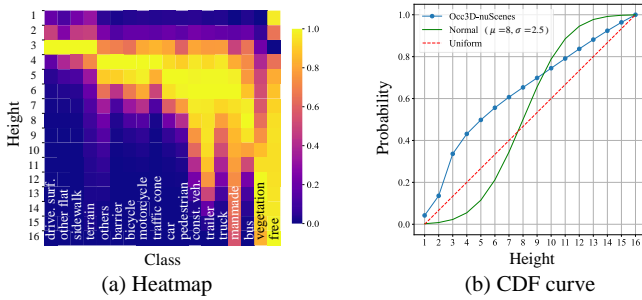 1
2
3
4
5
6
7
8
9
10
11
12
13
14
15
16
Height
drive. surf.
other flat
sidewalk
terrain
others
barrier
bicycle
motorcycle
traffic cone
car
pedestrian
const. veh.
trailer
truck
manmade
bus
vegetation
free
Class
1.0
0.8
0.6
0.4
0.2
0.0
(a) Heatmap
Occ3D-nuScenes
Normal (μ=8, σ=2.5)
Uniform
1.0
0.8
0.6
0.4
0.2
0.0
Probability
1 2 3 4 5 6 7 8 9 10 11 12 13 14 15 16
Height
(b) CDF curve